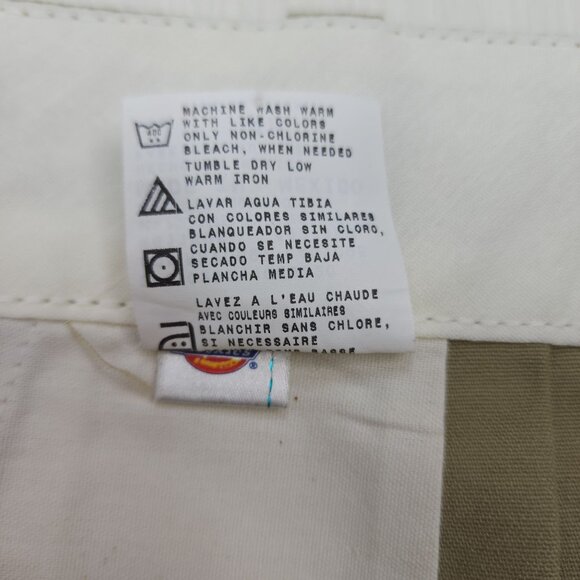 MACHINE WASH WARM
WITH LIKE COLORS
ONLY NON-CHLORINE
BLEACH, WHEN NEEDED
TUMBLE DRY LOW
WARM IRON
LAVAR AGUA TIBIA
CON COLORES SIMILARES
BLANQUEADOR SIN CLORO,
CUANDO SE NECESITE
SECADO TEMP BAJA
PLANCHA MEDIA
LAVEZ A L'EAU CHAUDE
AVEC COULEURS SIMILAIRES
BLANCHIR SANS CHLORE,
SI NECESSAIRE
®